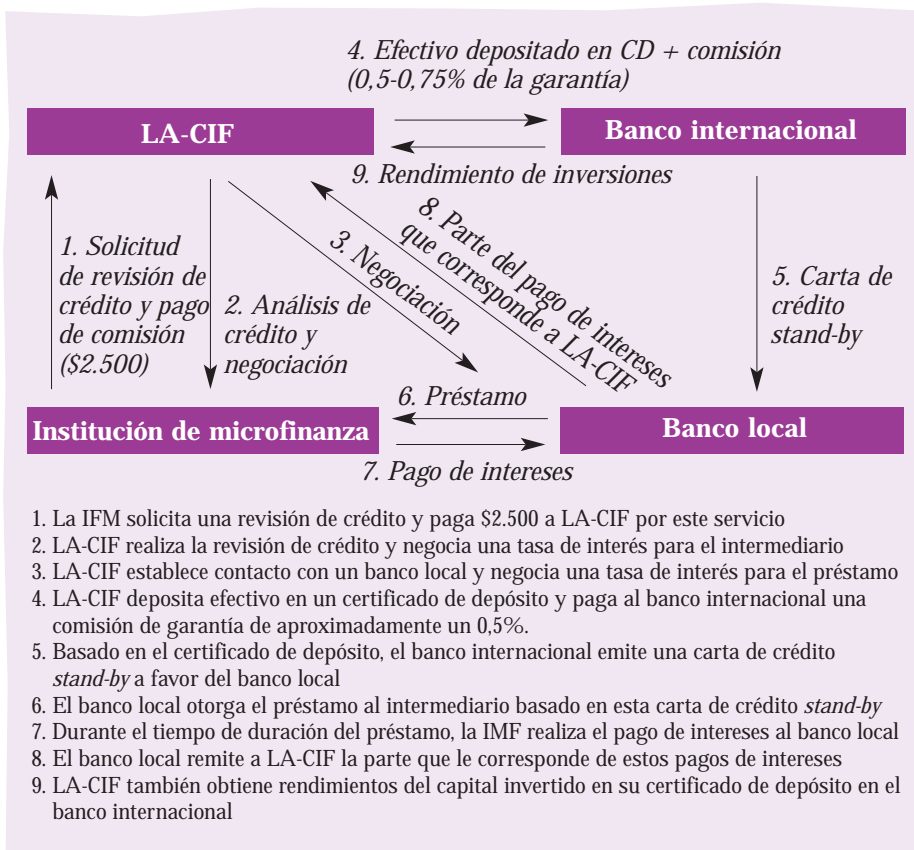 4. Efectivo depositado en CD + comisión
(0,5-0,75% de la garantía)
LA-CIF
Banco internacional
9. Rendimiento de inversiones
1. Solicitud
de revisión de
crédito y pago
de comisión
($2.500)
2. Análisis de
crédito y
negociación
3. Negociación
8. Parte del pago de intereses
que corresponde a LA-CIF
5. Carta de
crédito
stand-by
6. Préstamo
Institución de microfinanza
Banco local
7. Pago de intereses
1. La IFM solicita una revisión de crédito y paga $2.500 a LA-CIF por este servicio
2. LA-CIF realiza la revisión de crédito y negocia una tasa de interés para el intermediario
3. LA-CIF establece contacto con un banco local y negocia una tasa de interés para el préstamo
4. LA-CIF deposita efectivo en un certificado de depósito y paga al banco internacional una
comisión de garantía de aproximadamente un 0,5%.
5. Basado en el certificado de depósito, el banco internacional emite una carta de crédito
stand-by a favor del banco local
6. El banco local otorga el préstamo al intermediario basado en esta carta de crédito stand-by
7. Durante el tiempo de duración del préstamo, la IMF realiza el pago de intereses al banco local
8. El banco local remite a LA-CIF la parte que le corresponde de estos pagos de intereses
9. LA-CIF también obtiene rendimientos del capital invertido en su certificado de depósito en el
banco internacional